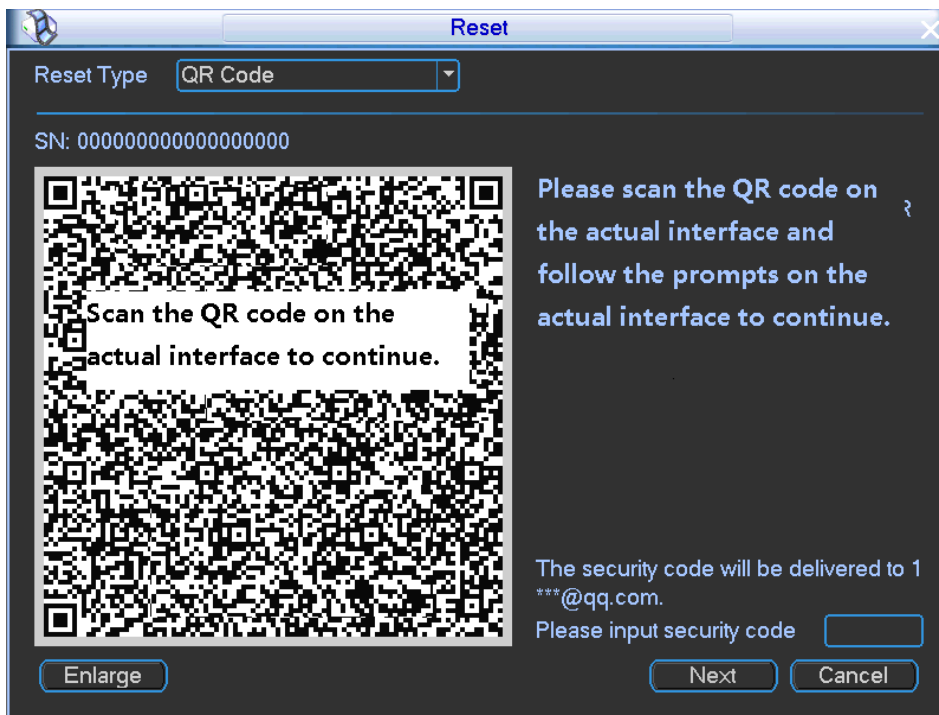 Reset
Reset Type QR Code
SN: 000000000000000000
Scan the QR code on the
actual interface to continue.
Please scan the QR code on
the actual interface and
follow the prompts on the
actual interface to continue.
The security code will be delivered to 1
***@qq.com.
Please input security code
Enlarge Next Cancel